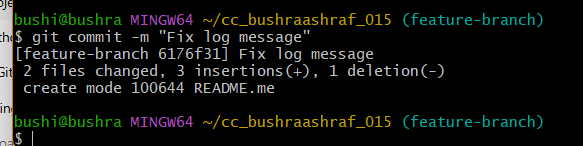 bushi@bushra MINGW64 ~/cc_bushraashraf_015 (feature-branch)
$ git commit -m "Fix log message"
[feature-branch 6176f31] Fix log message
 2 files changed, 3 insertions(+), 1 deletion(-)
 create mode 100644 README.me
bushi@bushra MINGW64 ~/cc_bushraashraf_015 (feature-branch)
$